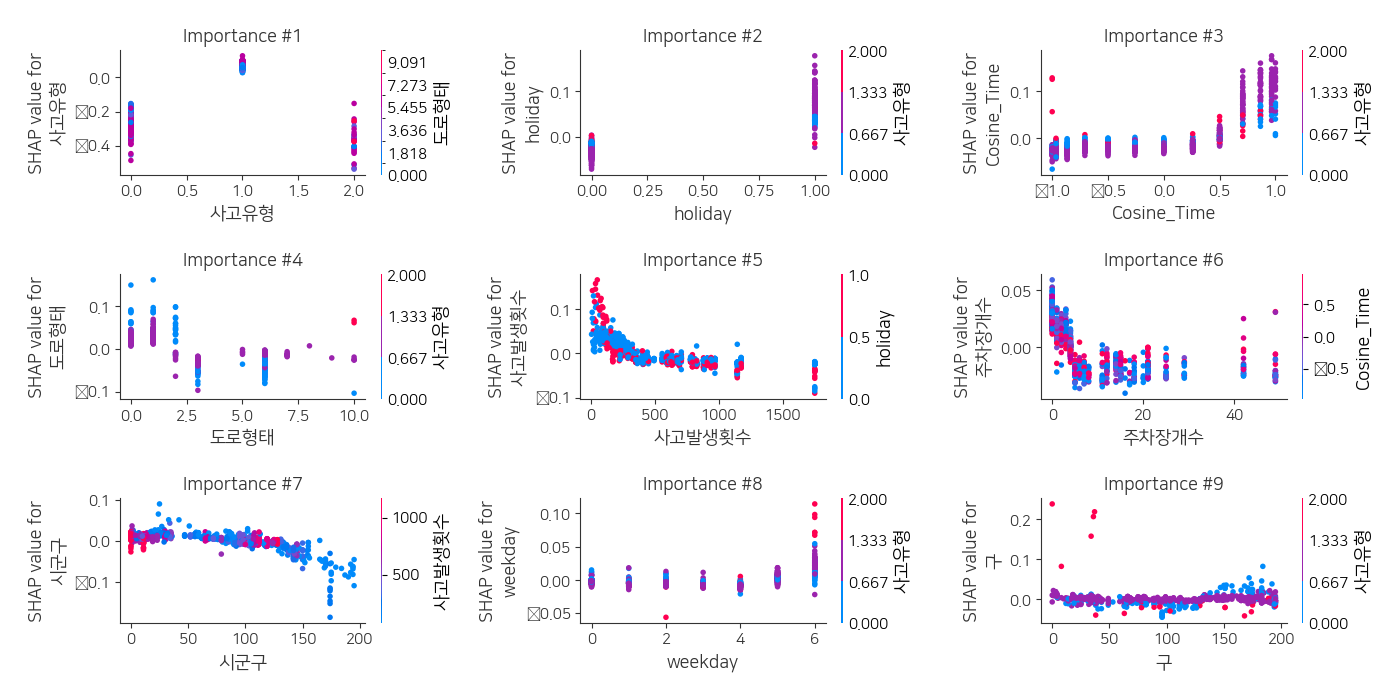 Importance #1
SHAP value for
사고유형
0.0
0.2
0.4
0.0
0.5
1.0
1.5
2.0
사고유형
9.091
7.273
5.455
3.636
1.818
0.000
도로형태
Importance #2
SHAP value for
holiday
0.1
0.0
0.00
0.25
0.50
0.75
1.00
holiday
2.000
1.333
0.667
0.000
사고유형
Importance #3
SHAP value for
Cosine_Time
0.1
0.0
1.0
0.5
0.0
0.5
1.0
Cosine_Time
2.000
1.333
0.667
0.000
사고유형
Importance #4
SHAP value for
도로형태
0.1
0.0
0.1
0.0
2.5
5.0
7.5
10.0
도로형태
2.000
1.333
0.667
0.000
사고유형
Importance #5
SHAP value for
사고발생횟수
0.1
0.0
0.1
0
500
1000
1500
사고발생횟수
1.0
0.5
0.0
holiday
Importance #6
SHAP value for
주차장개수
0.05
0.00
0
20
40
주차장개수
0.5
0.0
0.5
Cosine_Time
Importance #7
SHAP value for
시군구
0.1
0.0
0.1
0
50
100
150
200
시군구
1000
500
사고발생횟수
Importance #8
SHAP value for
weekday
0.10
0.05
0.00
0.05
0
2
4
6
weekday
2.000
1.333
0.667
0.000
사고유형
Importance #9
SHAP value for
구
0.2
0.1
0.0
0
50
100
150
200
구
2.000
1.333
0.667
0.000
사고유형